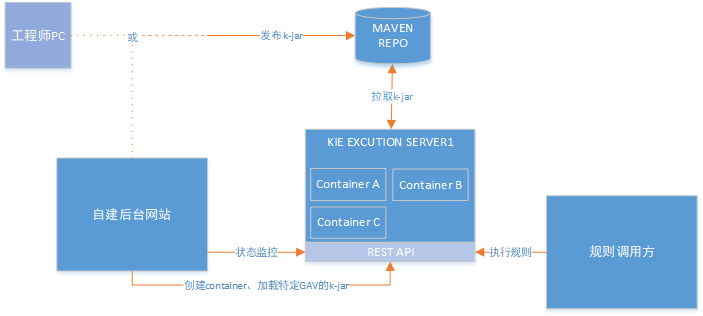 工程师PC
或
发布k-jar
MAVEN
REPO
拉取k-jar
KIE EXCUTION SERVER1
Container A
Container B
Container C
REST API
自建后台网站
状态监控
执行规则
规则调用方
创建container、加载特定GAV的k-jar